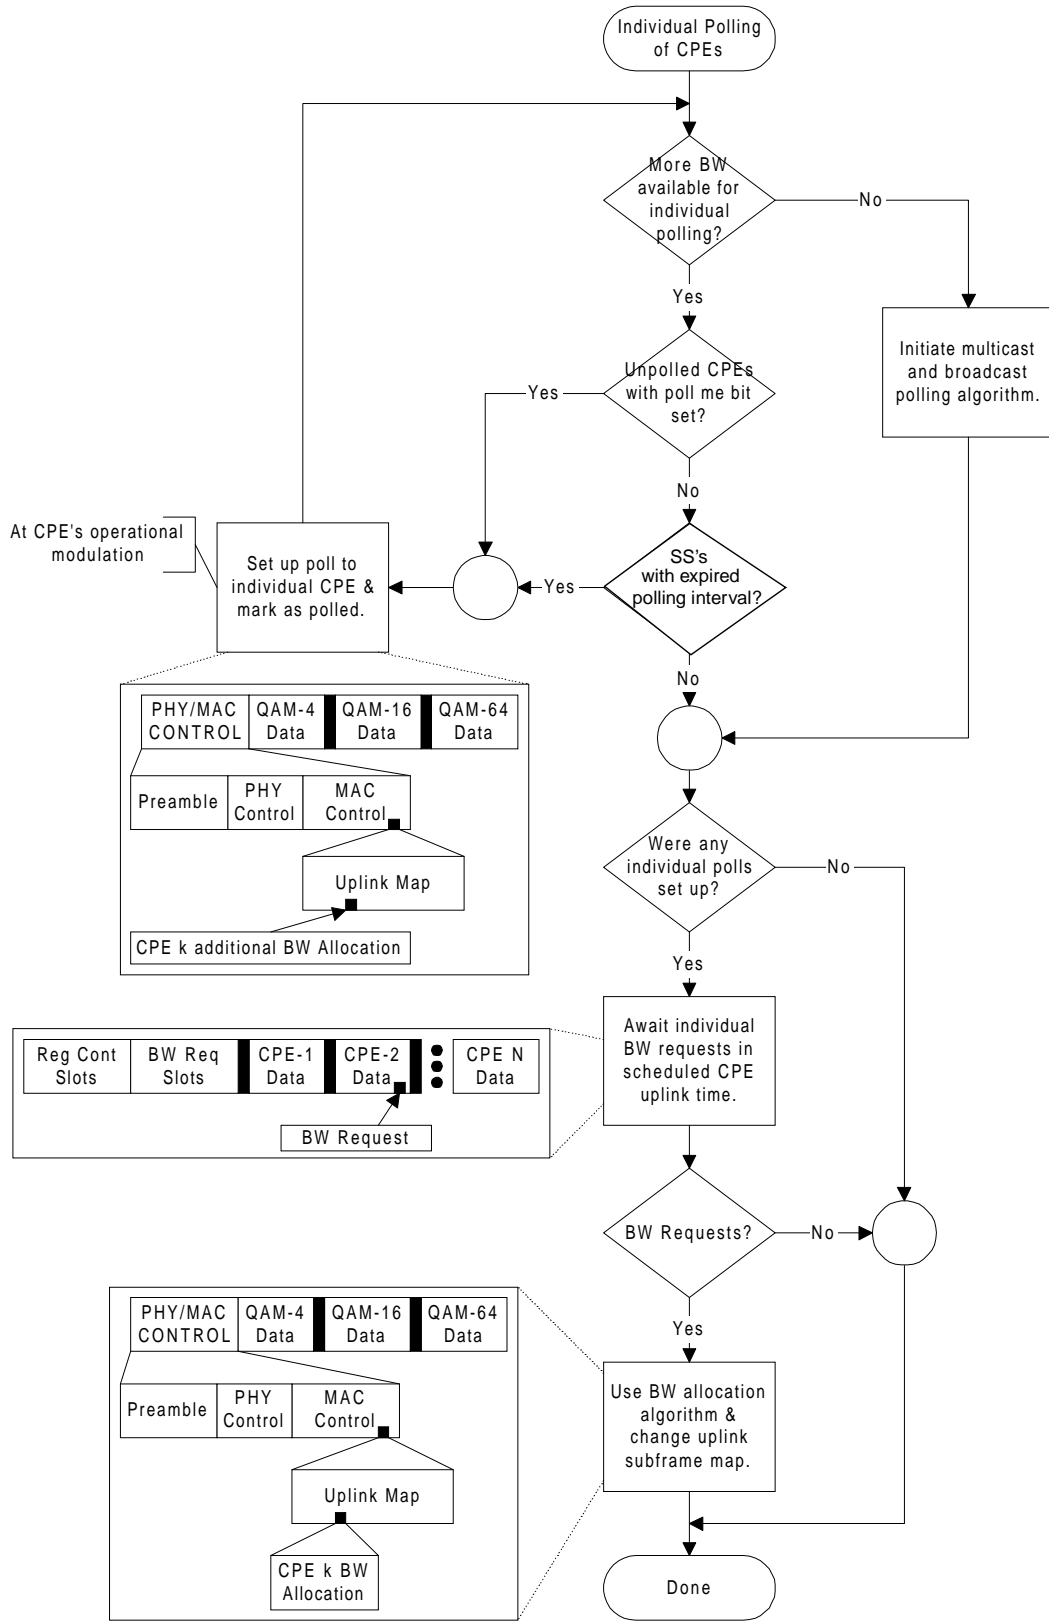 Individual Polling
of CPEs
More BW
available for
individual
polling?
No
Yes
Initiate multicast
and broadcast
polling algorithm.
Unpolled CPEs
with poll me bit
set?
Yes
No
At CPE's operational
modulation
Set up poll to
individual CPE &
mark as polled.
SS's
with expired
polling interval?
Yes
No
PHY/MAC
CONTROL
QAM-4
Data
QAM-16
Data
QAM-64
Data
Preamble
PHY
Control
MAC
Control
Uplink Map
CPE k additional BW Allocation
Were any
individual polls
set up?
No
Yes
Await individual
BW requests in
scheduled CPE
uplink time.
Reg Cont
Slots
BW Req
Slots
CPE-1
Data
CPE-2
Data
CPE N
Data
BW Request
BW Requests?
No
Yes
PHY/MAC
CONTROL
QAM-4
Data
QAM-16
Data
QAM-64
Data
Preamble
PHY
Control
MAC
Control
Uplink Map
CPE k BW
Allocation
Use BW allocation
algorithm &
change uplink
subframe map.
Done